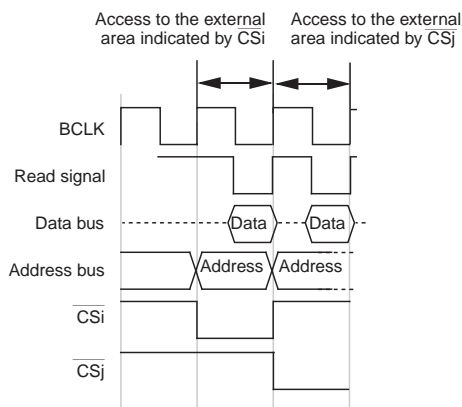 Access to the external
area indicated by CSi
Access to the external
area indicated by CSj
BCLK
Read signal
Data bus
Data
Data
Address bus
Address
Address
CSi
CSj